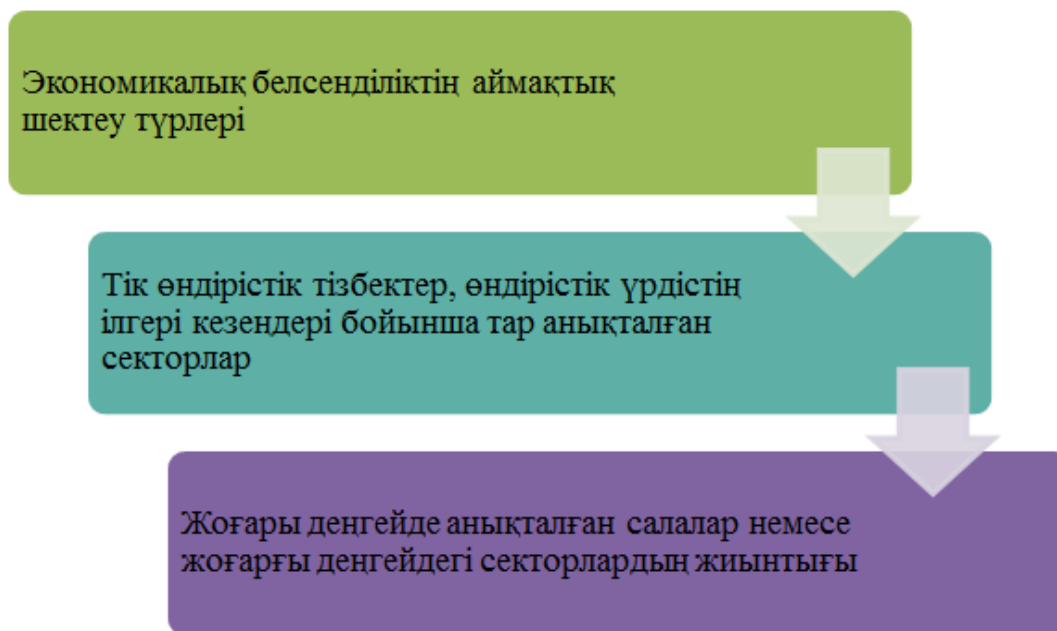 Экономикалық белсенділіктің аймақтық
шектеу түрлері
Тік өндірістік тізбектер, өндірістік үрдістің
ілгері кезеңдері бойынша тар анықталған
секторлар
Жоғары деңгейде анықталған салалар немесе
жоғарғы деңгейдегі секторлардың жиынтығы